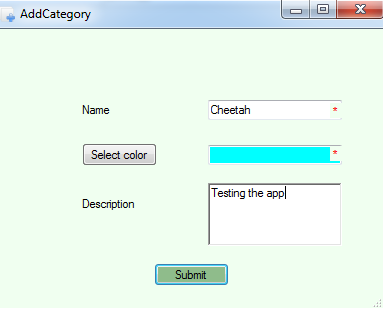 AddCategory
Name
Cheetah *
Select color
*
Description
Testing the app
Submit